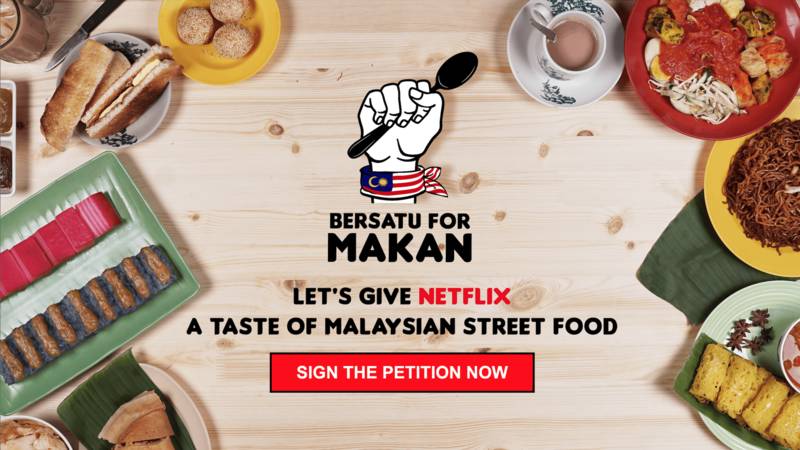 BERSATU FOR
MAKAN
LET'S GIVE NETFLIX
A TASTE OF MALAYSIAN STREET FOOD
SIGN THE PETITION NOW